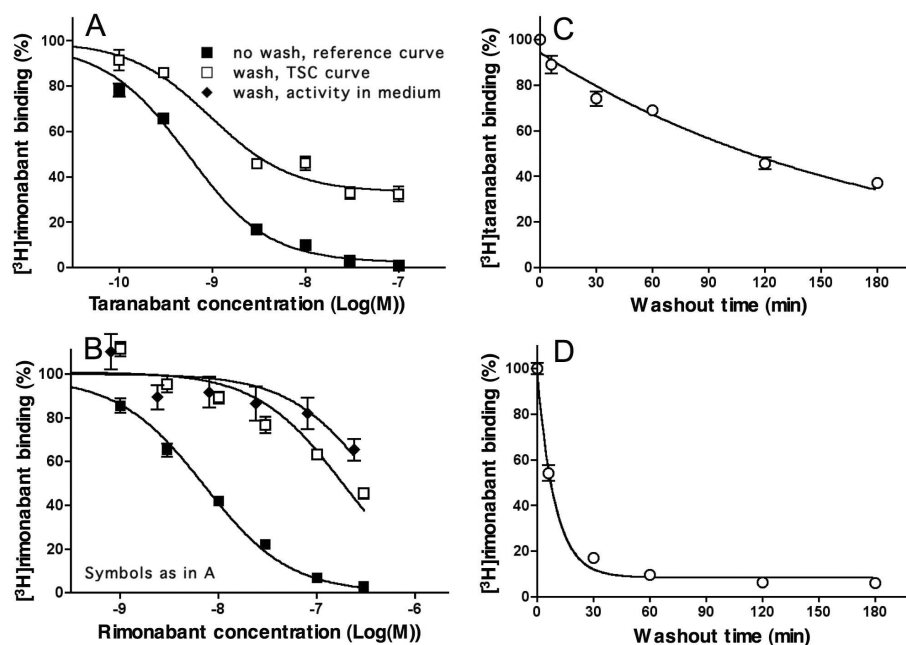 A
no wash, reference curve
wash, TSC curve
wash, activity in medium
[³H]rimonabant binding (%)
100
80
60
40
20
0
-10
-9
-8
-7
Taranabant concentration (Log(M))
C
[³H]taranabant binding (%)
100
80
60
40
20
0
0 30 60 90 120 150 180
Washout time (min)
B
[³H]rimonabant binding (%)
100
80
60
40
20
0
Symbols as in A
-9
-8
-7
-6
Rimonabant concentration (Log(M))
D
[³H]rimonabant binding (%)
100
80
60
40
20
0
0 30 60 90 120 150 180
Washout time (min)